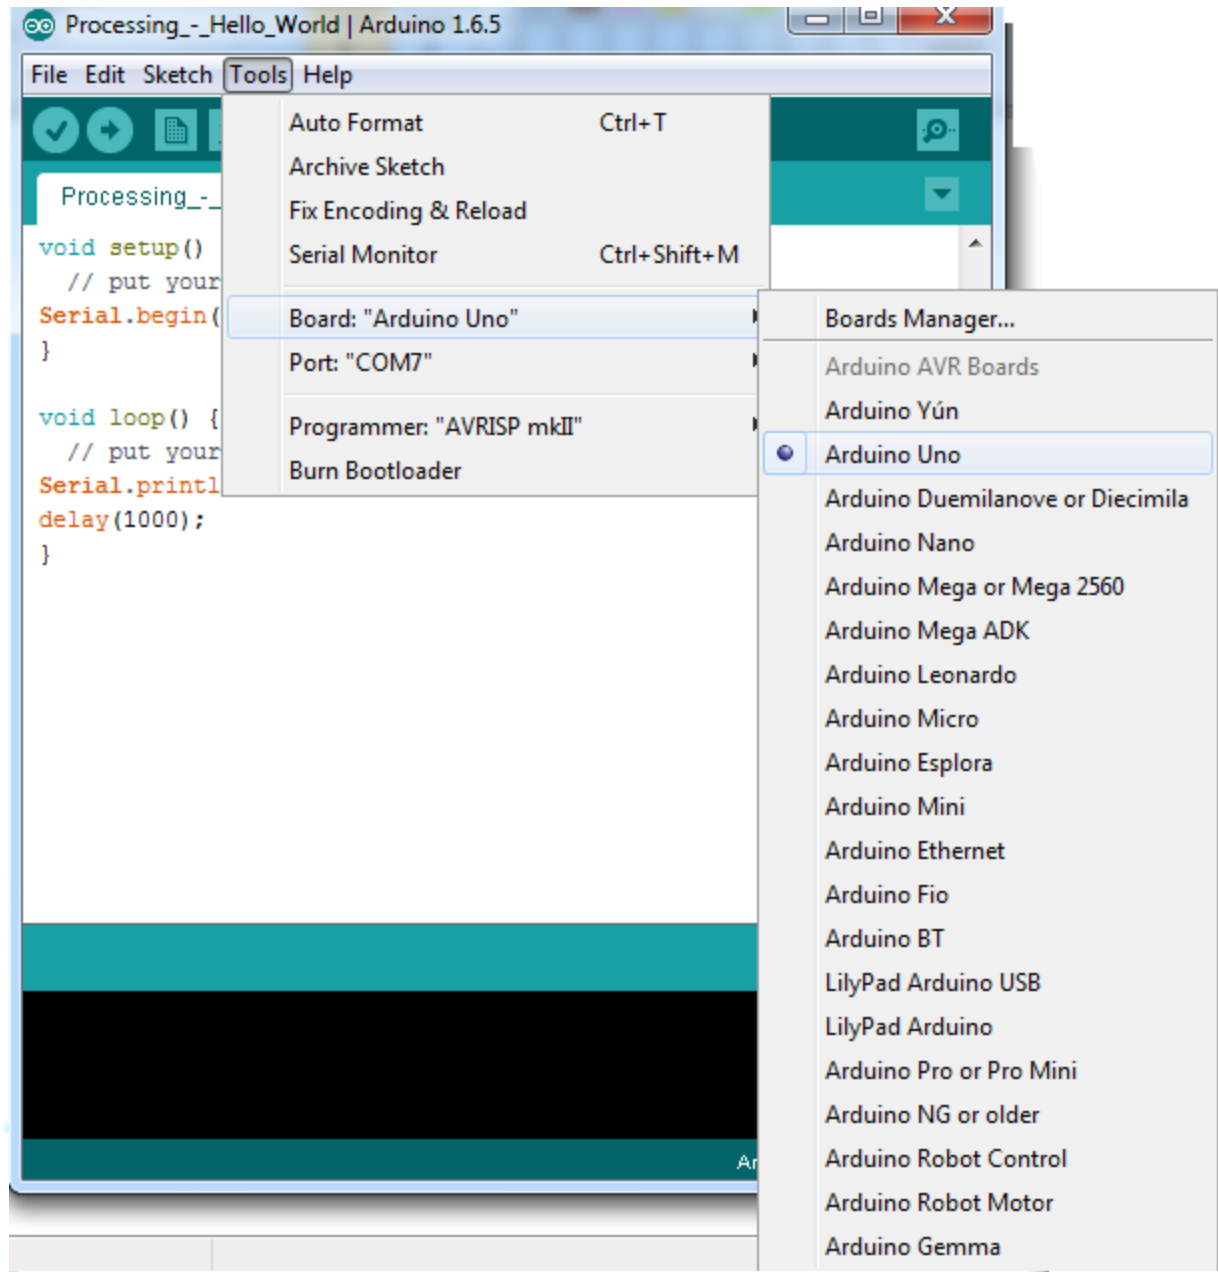 Processing_-_Hello_World | Arduino 1.6.5
File Edit Sketch Tools Help
Auto Format Ctrl+T
Archive Sketch
Fix Encoding & Reload
Serial Monitor Ctrl+Shift+M
Board: "Arduino Uno"
Port: "COM7"
Programmer: "AVRISP mkII"
Burn Bootloader
Processing_-_
void setup()
// put your
Serial.begin(
}
void loop() {
// put your
Serial.printl
delay(1000);
}
Boards Manager...
Arduino AVR Boards
Arduino Yún
Arduino Uno
Arduino Duemilanove or Diecimila
Arduino Nano
Arduino Mega or Mega 2560
Arduino Mega ADK
Arduino Leonardo
Arduino Micro
Arduino Esplora
Arduino Mini
Arduino Ethernet
Arduino Fio
Arduino BT
LilyPad Arduino USB
LilyPad Arduino
Arduino Pro or Pro Mini
Arduino NG or older
Arduino Robot Control
Arduino Robot Motor
Arduino Gemma